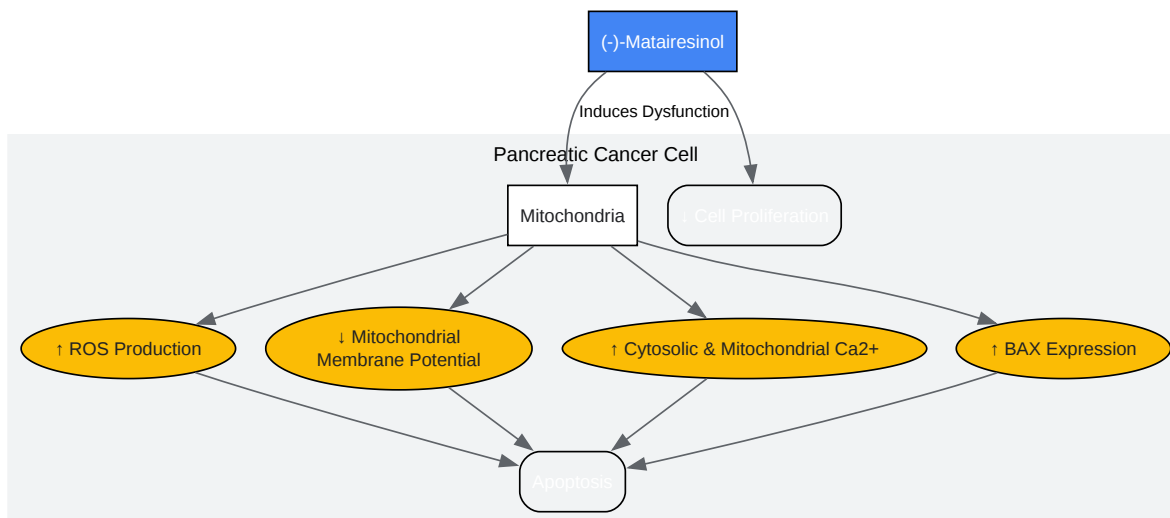 (-)-Matairesinol
Induces Dysfunction
Pancreatic Cancer Cell
Mitochondria
↓ Cell Proliferation
↑ ROS Production
↓ Mitochondrial
Membrane Potential
↑ Cytosolic & Mitochondrial Ca2+
↑ BAX Expression
Apoptosis